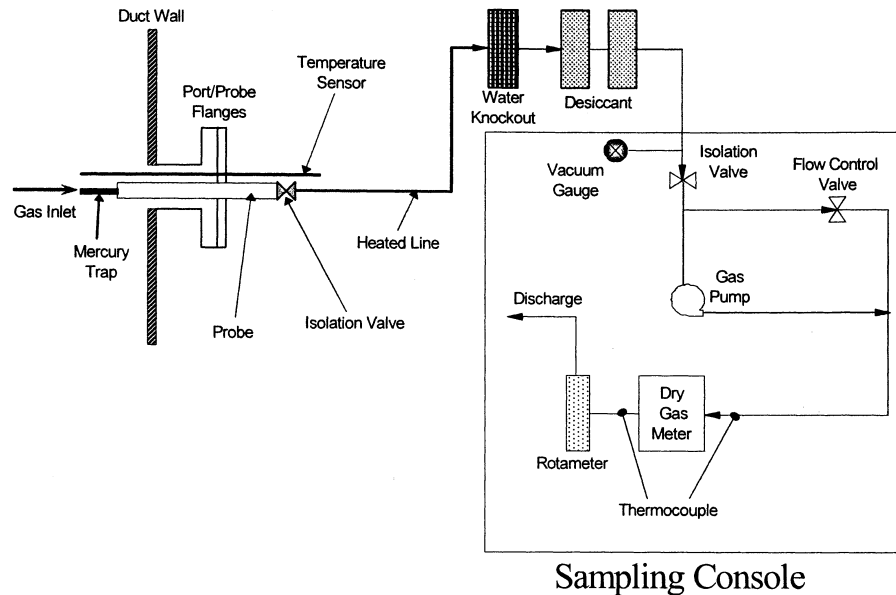 Duct Wall
Temperature
Sensor
Port/Probe
Flanges
Gas Inlet
Mercury
Trap
Probe
Isolation Valve
Heated Line
Water
Knockout
Desiccant
Vacuum
Gauge
Isolation
Valve
Flow Control
Valve
Gas
Pump
Discharge
Dry
Gas
Meter
Rotameter
Thermocouple
Sampling Console